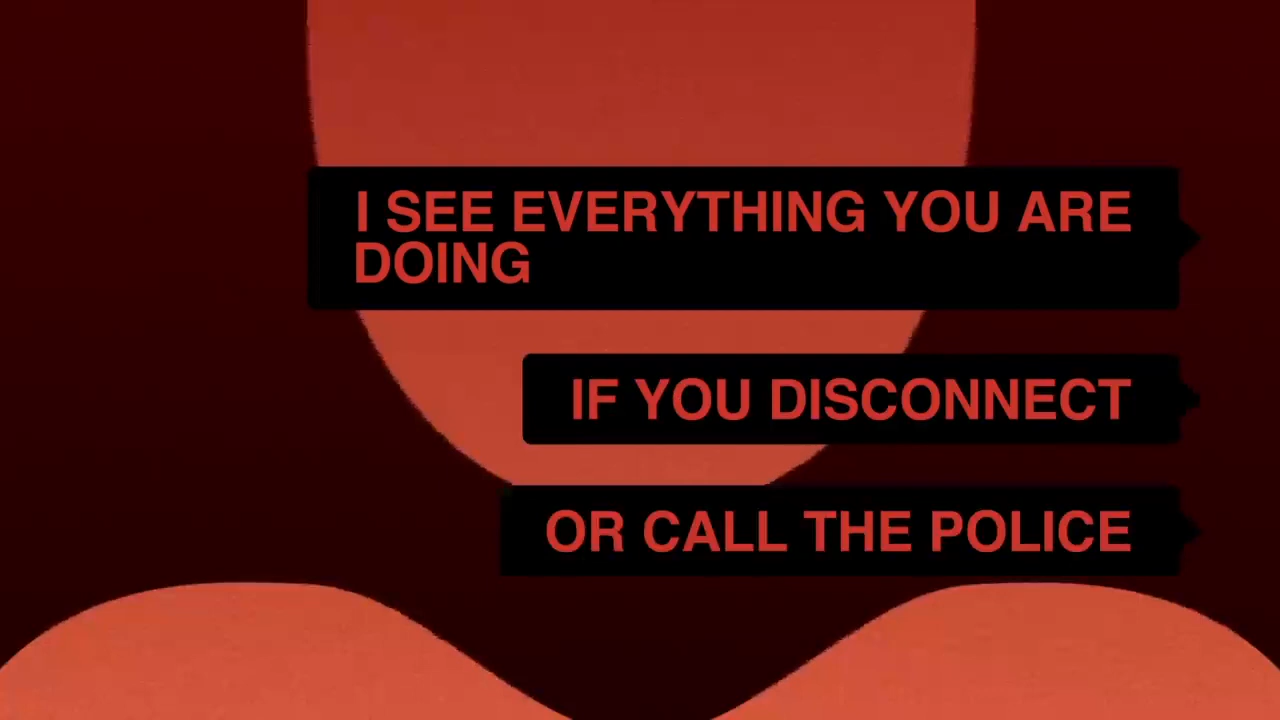 I SEE EVERYTHING YOU ARE
DOING
IF YOU DISCONNECT
OR CALL THE POLICE